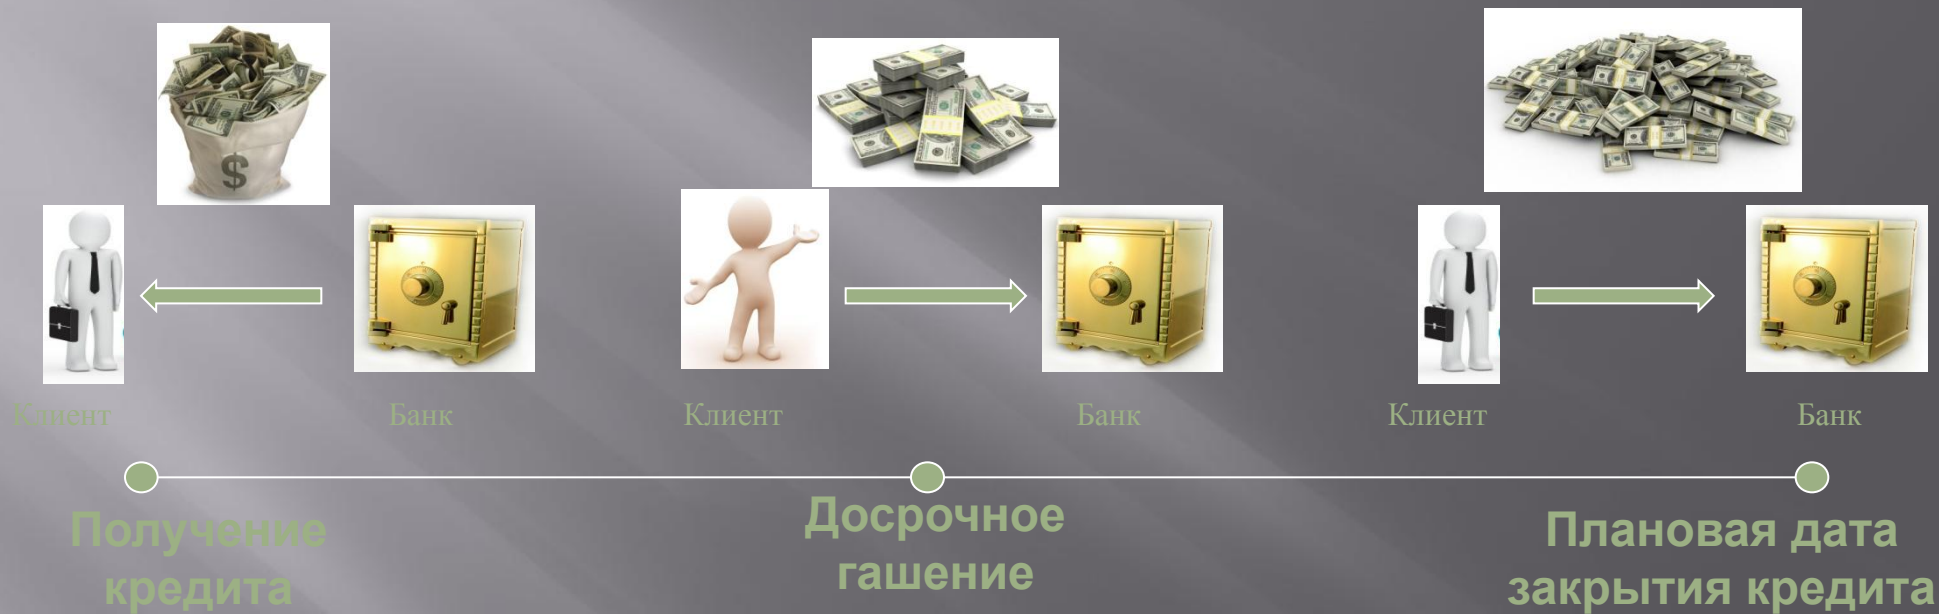 $
Клиент
Банк
Клиент
Банк
Клиент
Банк
Получение
кредита
Досрочное
гашение
Плановая дата
закрытия кредита